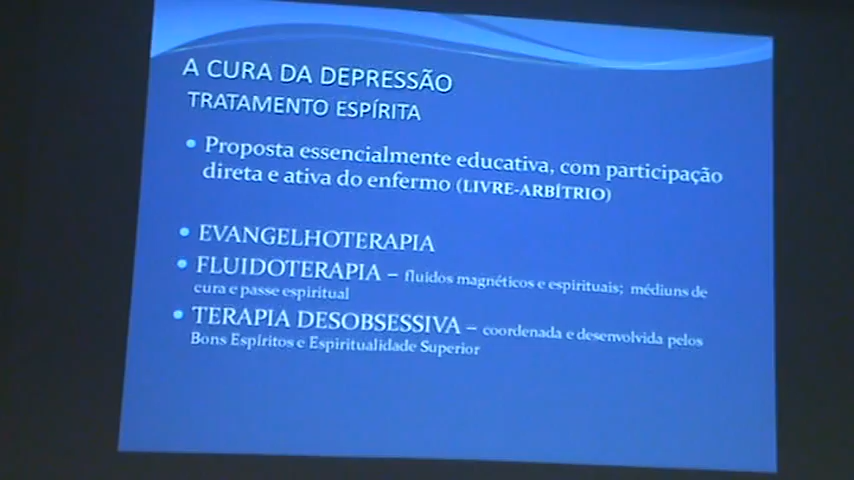 A CURA DA DEPRESSÃO
TRATAMENTO ESPÍRITA
• Proposta essencialmente educativa, com participação
direta e ativa do enfermo (LIVRE-ARBÍTRIO)
• EVANGELHOTERAPIA
• FLUIDOTERAPIA – fluidos magnéticos e espirituais; médiuns de
cura e passe espiritual
• TERAPIA DESOBSESSIVA – coordenada e desenvolvida pelos
Bons Espíritos e Espiritualidade Superior